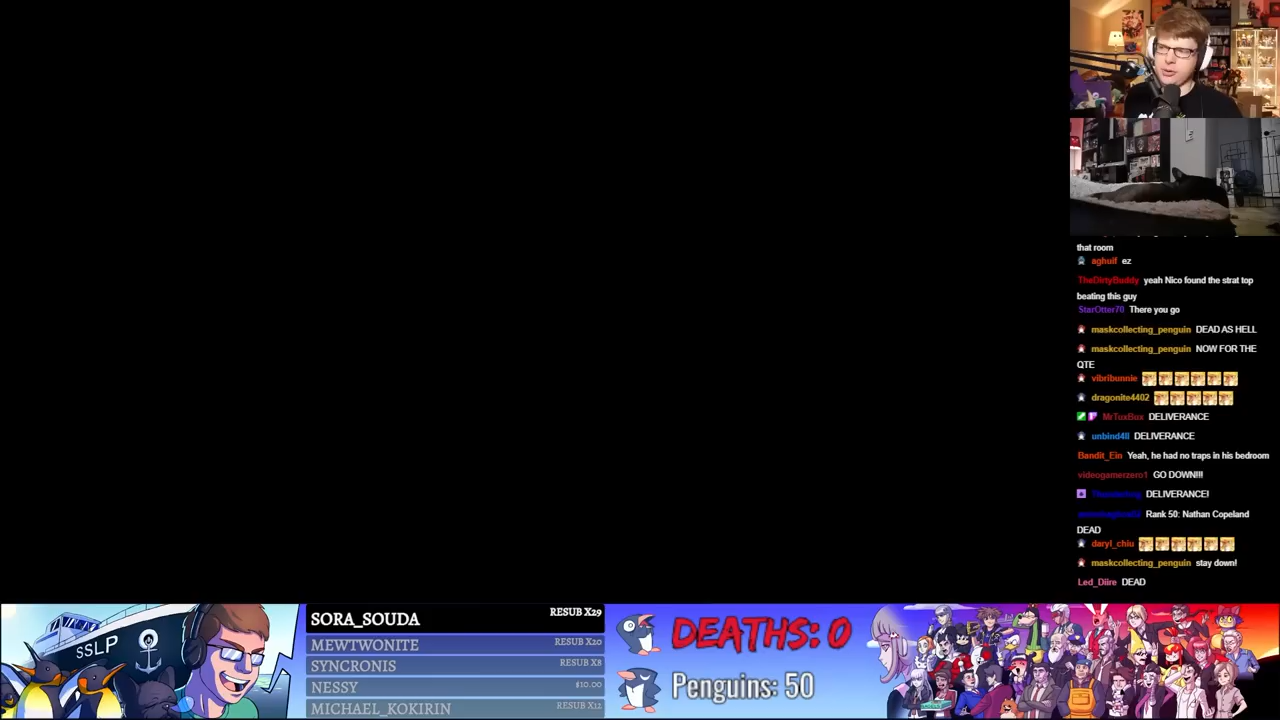 that room
aghuif ez
TheDirtyBuddy yeah Nico found the strat top
beating this guy
StarOtter70 There you go
maskcollecting_penguin DEAD AS HELL
maskcollecting_penguin NOW FOR THE
QTE
vibribunnie
dragonite4402
MrTuxBux DELIVERANCE
unbind4ll DELIVERANCE
Bandit_Ein Yeah, he had no traps in his bedroom
videogamerzero1 GO DOWN!!!
DELIVERANCE!
Rank 50: Nathan Copeland
DEAD
daryl_chiu
maskcollecting_penguin stay down!
Led_Diire DEAD
SSLP
SORA_SOUDA RESUB X29
MEWTWONITE RESUB X20
SYNCRONIS RESUB X8
NESSY $10.00
MICHAEL_KOKIRIN RESUB X12
DEATHS: 0
Penguins: 50